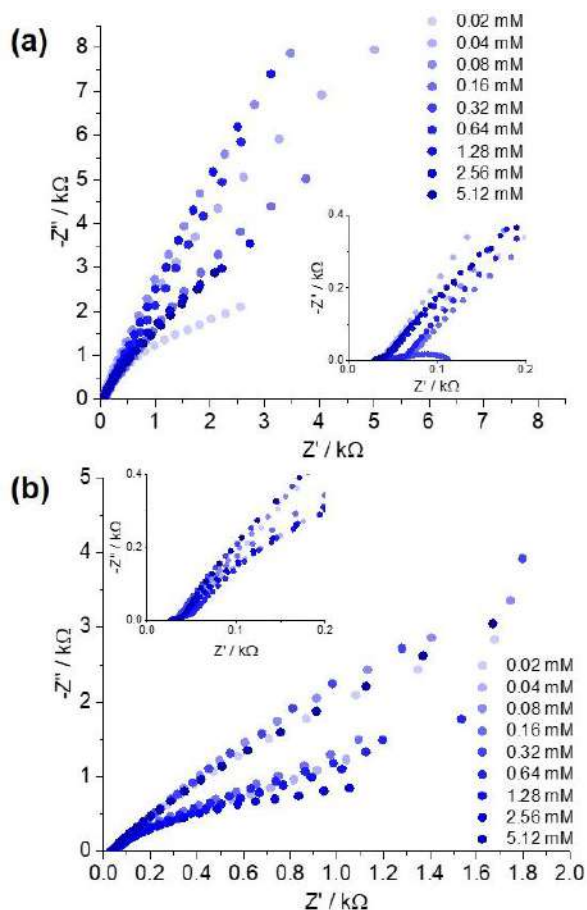 (a)
-Z" / kΩ
8
7
6
5
4
3
2
1
0
0 1 2 3 4 5 6 7 8
Z' / kΩ
0.02 mM
0.04 mM
0.08 mM
0.16 mM
0.32 mM
0.64 mM
1.28 mM
2.56 mM
5.12 mM
-Z' / kΩ
0.4
0.2
0.0
0.0 0.1 0.2
Z' / kΩ
(b)
-Z" / kΩ
5
4
3
2
1
0
0.0 0.2 0.4 0.6 0.8 1.0 1.2 1.4 1.6 1.8 2.0
Z' / kΩ
-Z" / kΩ
0.4
0.2
0.0
0.0 0.1 0.2
Z' / kΩ
0.02 mM
0.04 mM
0.08 mM
0.16 mM
0.32 mM
0.64 mM
1.28 mM
2.56 mM
5.12 mM